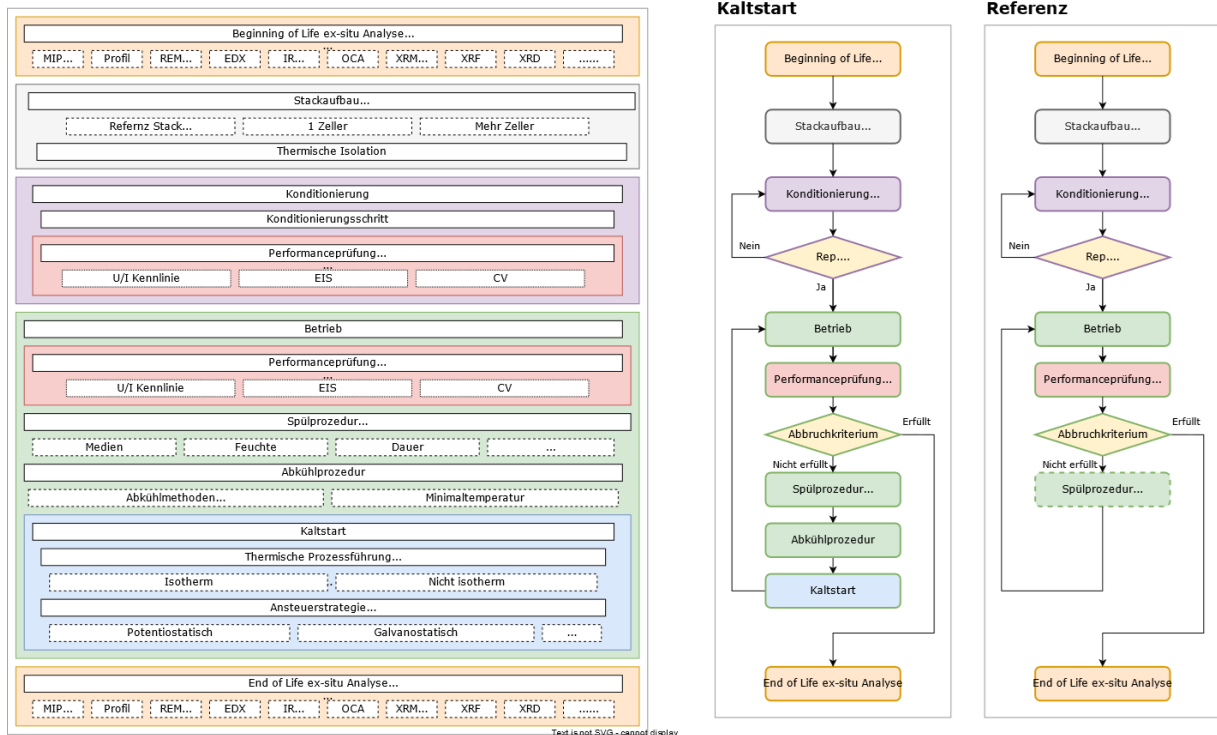 Beginning of Life ex-situ Analyse...
...
MIP... Profil REM... EDX IR... OCA XRM... XRF XRD ......
Stackaufbau...
Refernz Stack... 1 Zeller Mehr Zeller
Thermische Isolation
Konditionierung
Konditionierungsschritt
Performanceprüfung...
...
U/I Kennlinie EIS CV
Betrieb
Performanceprüfung...
...
U/I Kennlinie EIS CV
Spülprozedur...
Medien Feuchte Dauer ...
Abkühlprozedur
Abkühlmethoden... Minimaltemperatur
Kaltstart
Thermische Prozessführung...
Isotherm .. Nicht isotherm
Ansteuerstrategie...
Potentiostatisch Galvanostatisch ...
End of Life ex-situ Analyse...
...
MIP... Profil REM... EDX IR... OCA XRM... XRF XRD ......
Text is not SVG - cannot display
Kaltstart
Beginning of Life...
Stackaufbau...
Konditionierung...
Nein
Rep....
Ja
Betrieb
Performanceprüfung...
Abbruchkriterium
Erfüllt
Nicht erfüllt
Spülprozedur...
Abkühlprozedur
Kaltstart
End of Life ex-situ Analyse
Referenz
Beginning of Life...
Stackaufbau...
Konditionierung...
Nein
Rep....
Ja
Betrieb
Performanceprüfung...
Abbruchkriterium
Erfüllt
Nicht erfüllt
Spülprozedur...
End of Life ex-situ Analyse